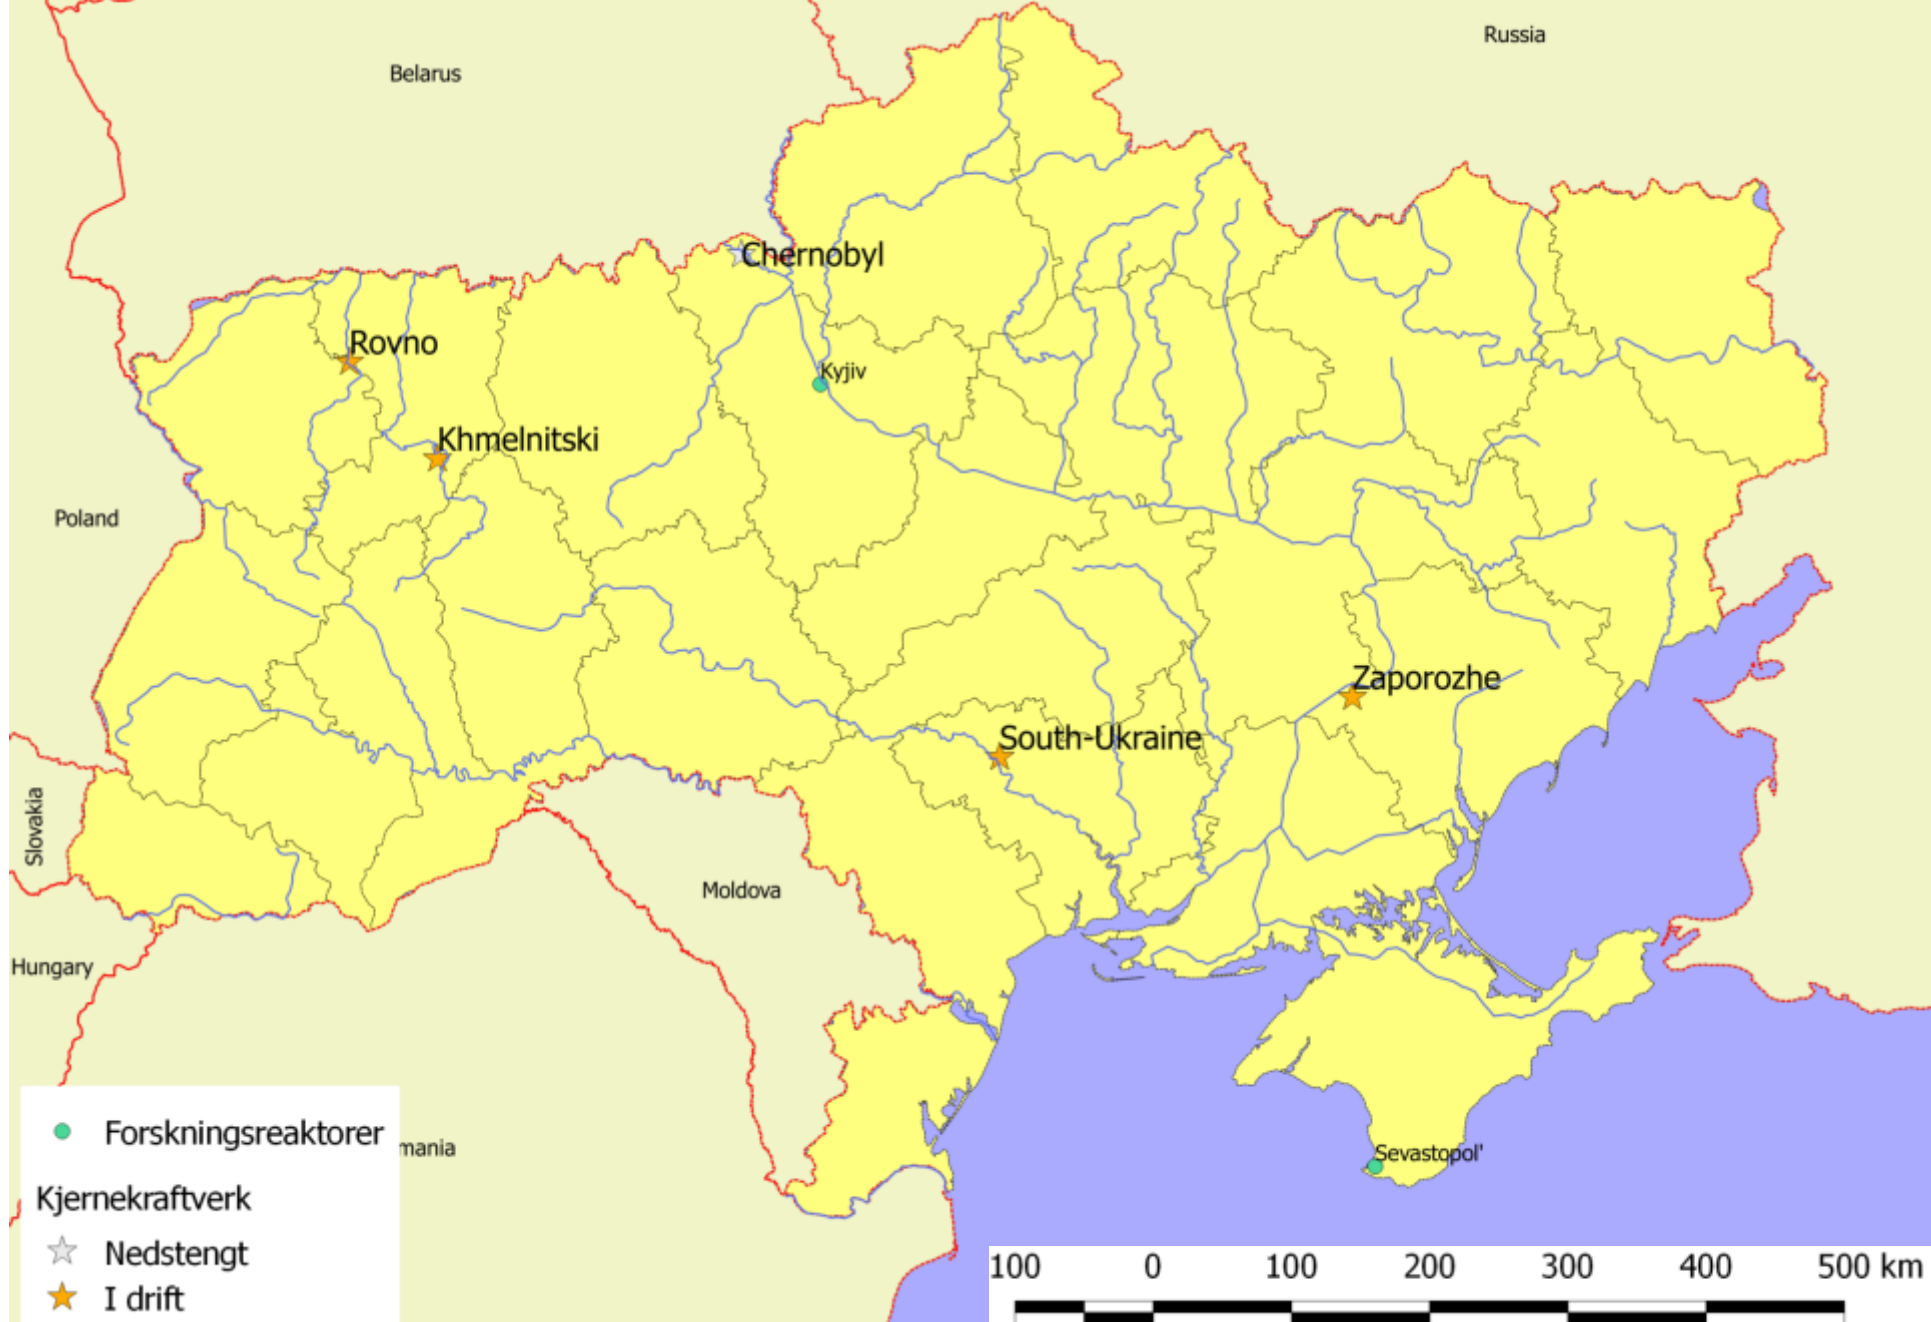 Russia
Belarus
Chernobyl
Rovno
Kyjiv
Khmelnitski
Poland
Zaporozhe
South-Ukraine
Slovakia
Moldova
Hungary
mania
Sevastopol'
Forskningsreaktorer
Kjernekraftverk
Nedstengt
I drift
100 0 100 200 300 400 500 km